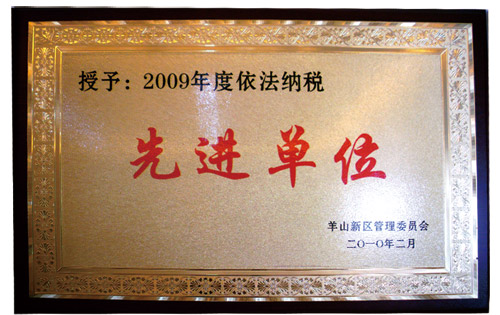 授予：2009年度依法纳税
先进单位
羊山新区管理委员会
二〇一〇年二月